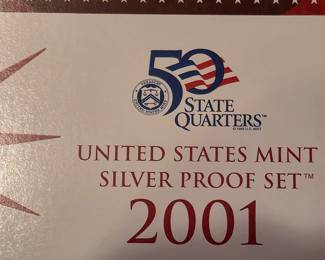 50
STATE
QUARTERS™
UNITED STATES MINT
SILVER PROOF SET™
2001